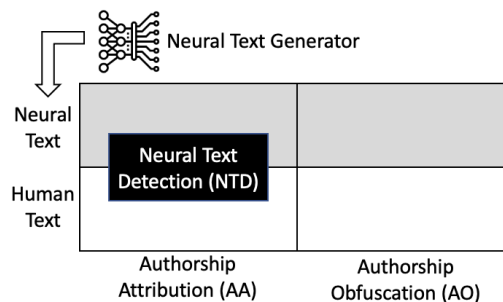 Neural Text Generator
Neural
Text
Neural Text
Detection (NTD)
Human
Text
Authorship
Attribution (AA)
Authorship
Obfuscation (AO)